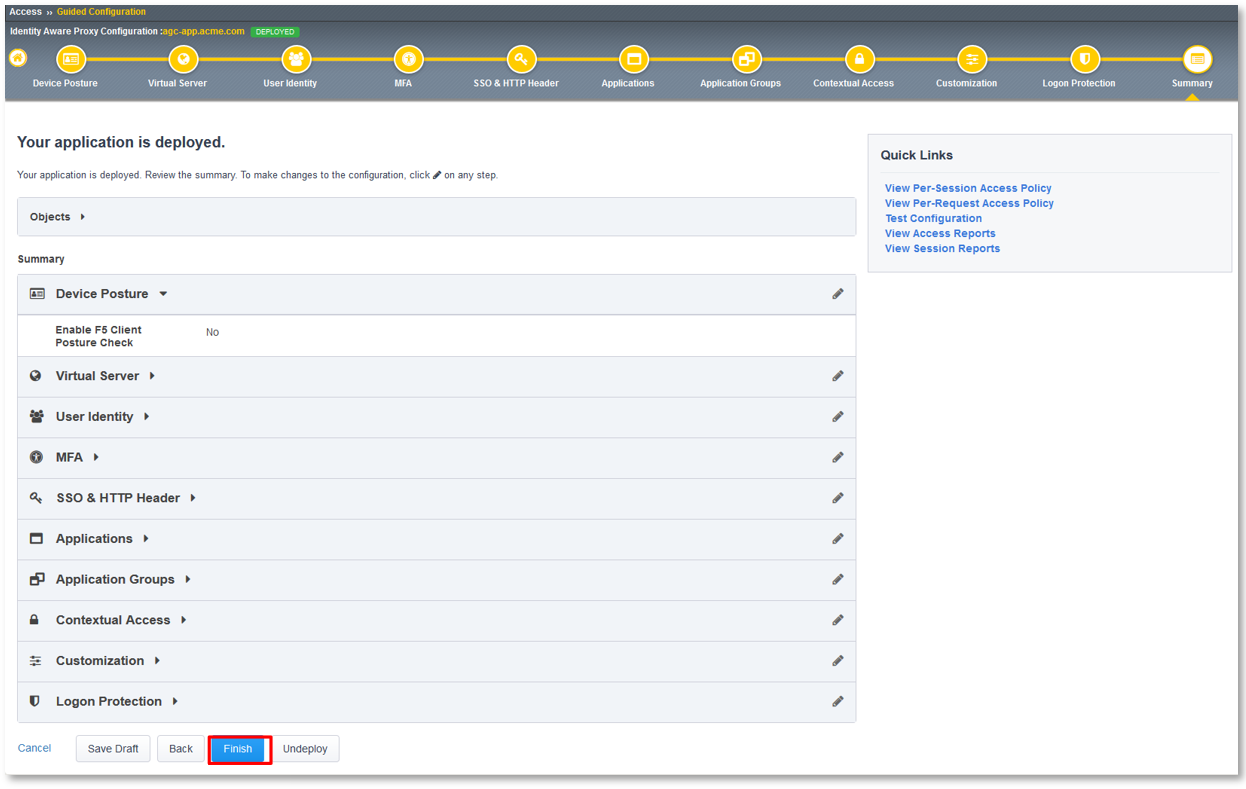 Access » Guided Configuration
Identity Aware Proxy Configuration :agc-app.acme.com DEPLOYED
Device Posture Virtual Server User Identity MFA SSO & HTTP Header Applications Application Groups Contextual Access Customization Logon Protection Summary
Your application is deployed.
Your application is deployed. Review the summary. To make changes to the configuration, click on any step.
Objects
Summary
Device Posture
Enable F5 Client No
Posture Check
Virtual Server
User Identity
MFA
SSO & HTTP Header
Applications
Application Groups
Contextual Access
Customization
Logon Protection
Cancel Save Draft Back Finish Undeploy
Quick Links
View Per-Session Access Policy
View Per-Request Access Policy
Test Configuration
View Access Reports
View Session Reports